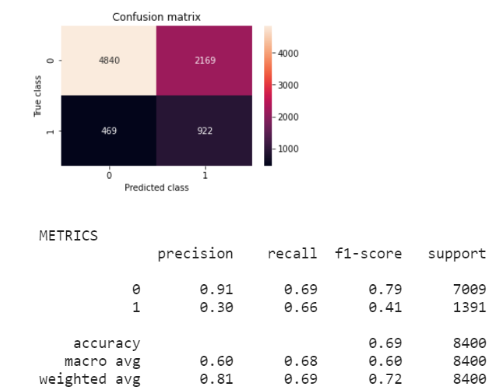 Confusion matrix
4840 2169
469 922
0
1
True class
0 1
Predicted class
4000
3000
2000
1000
METRICS
precision recall f1-score support
0 0.91 0.69 0.79 7009
1 0.30 0.66 0.41 1391
accuracy 0.69 8400
macro avg 0.60 0.68 0.60 8400
weighted avg 0.81 0.69 0.72 8400